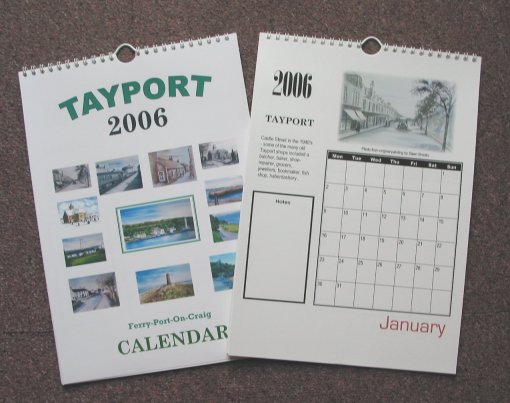 TAYPORT
2006
Ferry-Port-On-Craig
CALENDAR
2006
TAYPORT
Castle Street in the
- some of the many old
Tayport shops included a
butcher, baker, shoe
repairer, grocers,
jewellers, bookmaker, fish
shop, haberdashery
Photo from original painting by
Notes
Mon Tue Wed Thu Fri Sat Sun
1
2 3 4 5 6 7 8
9 10 11 12 13 14 15
16 17 18 19 20 21 22
23 24 25 26 27 28 29
30 31
January